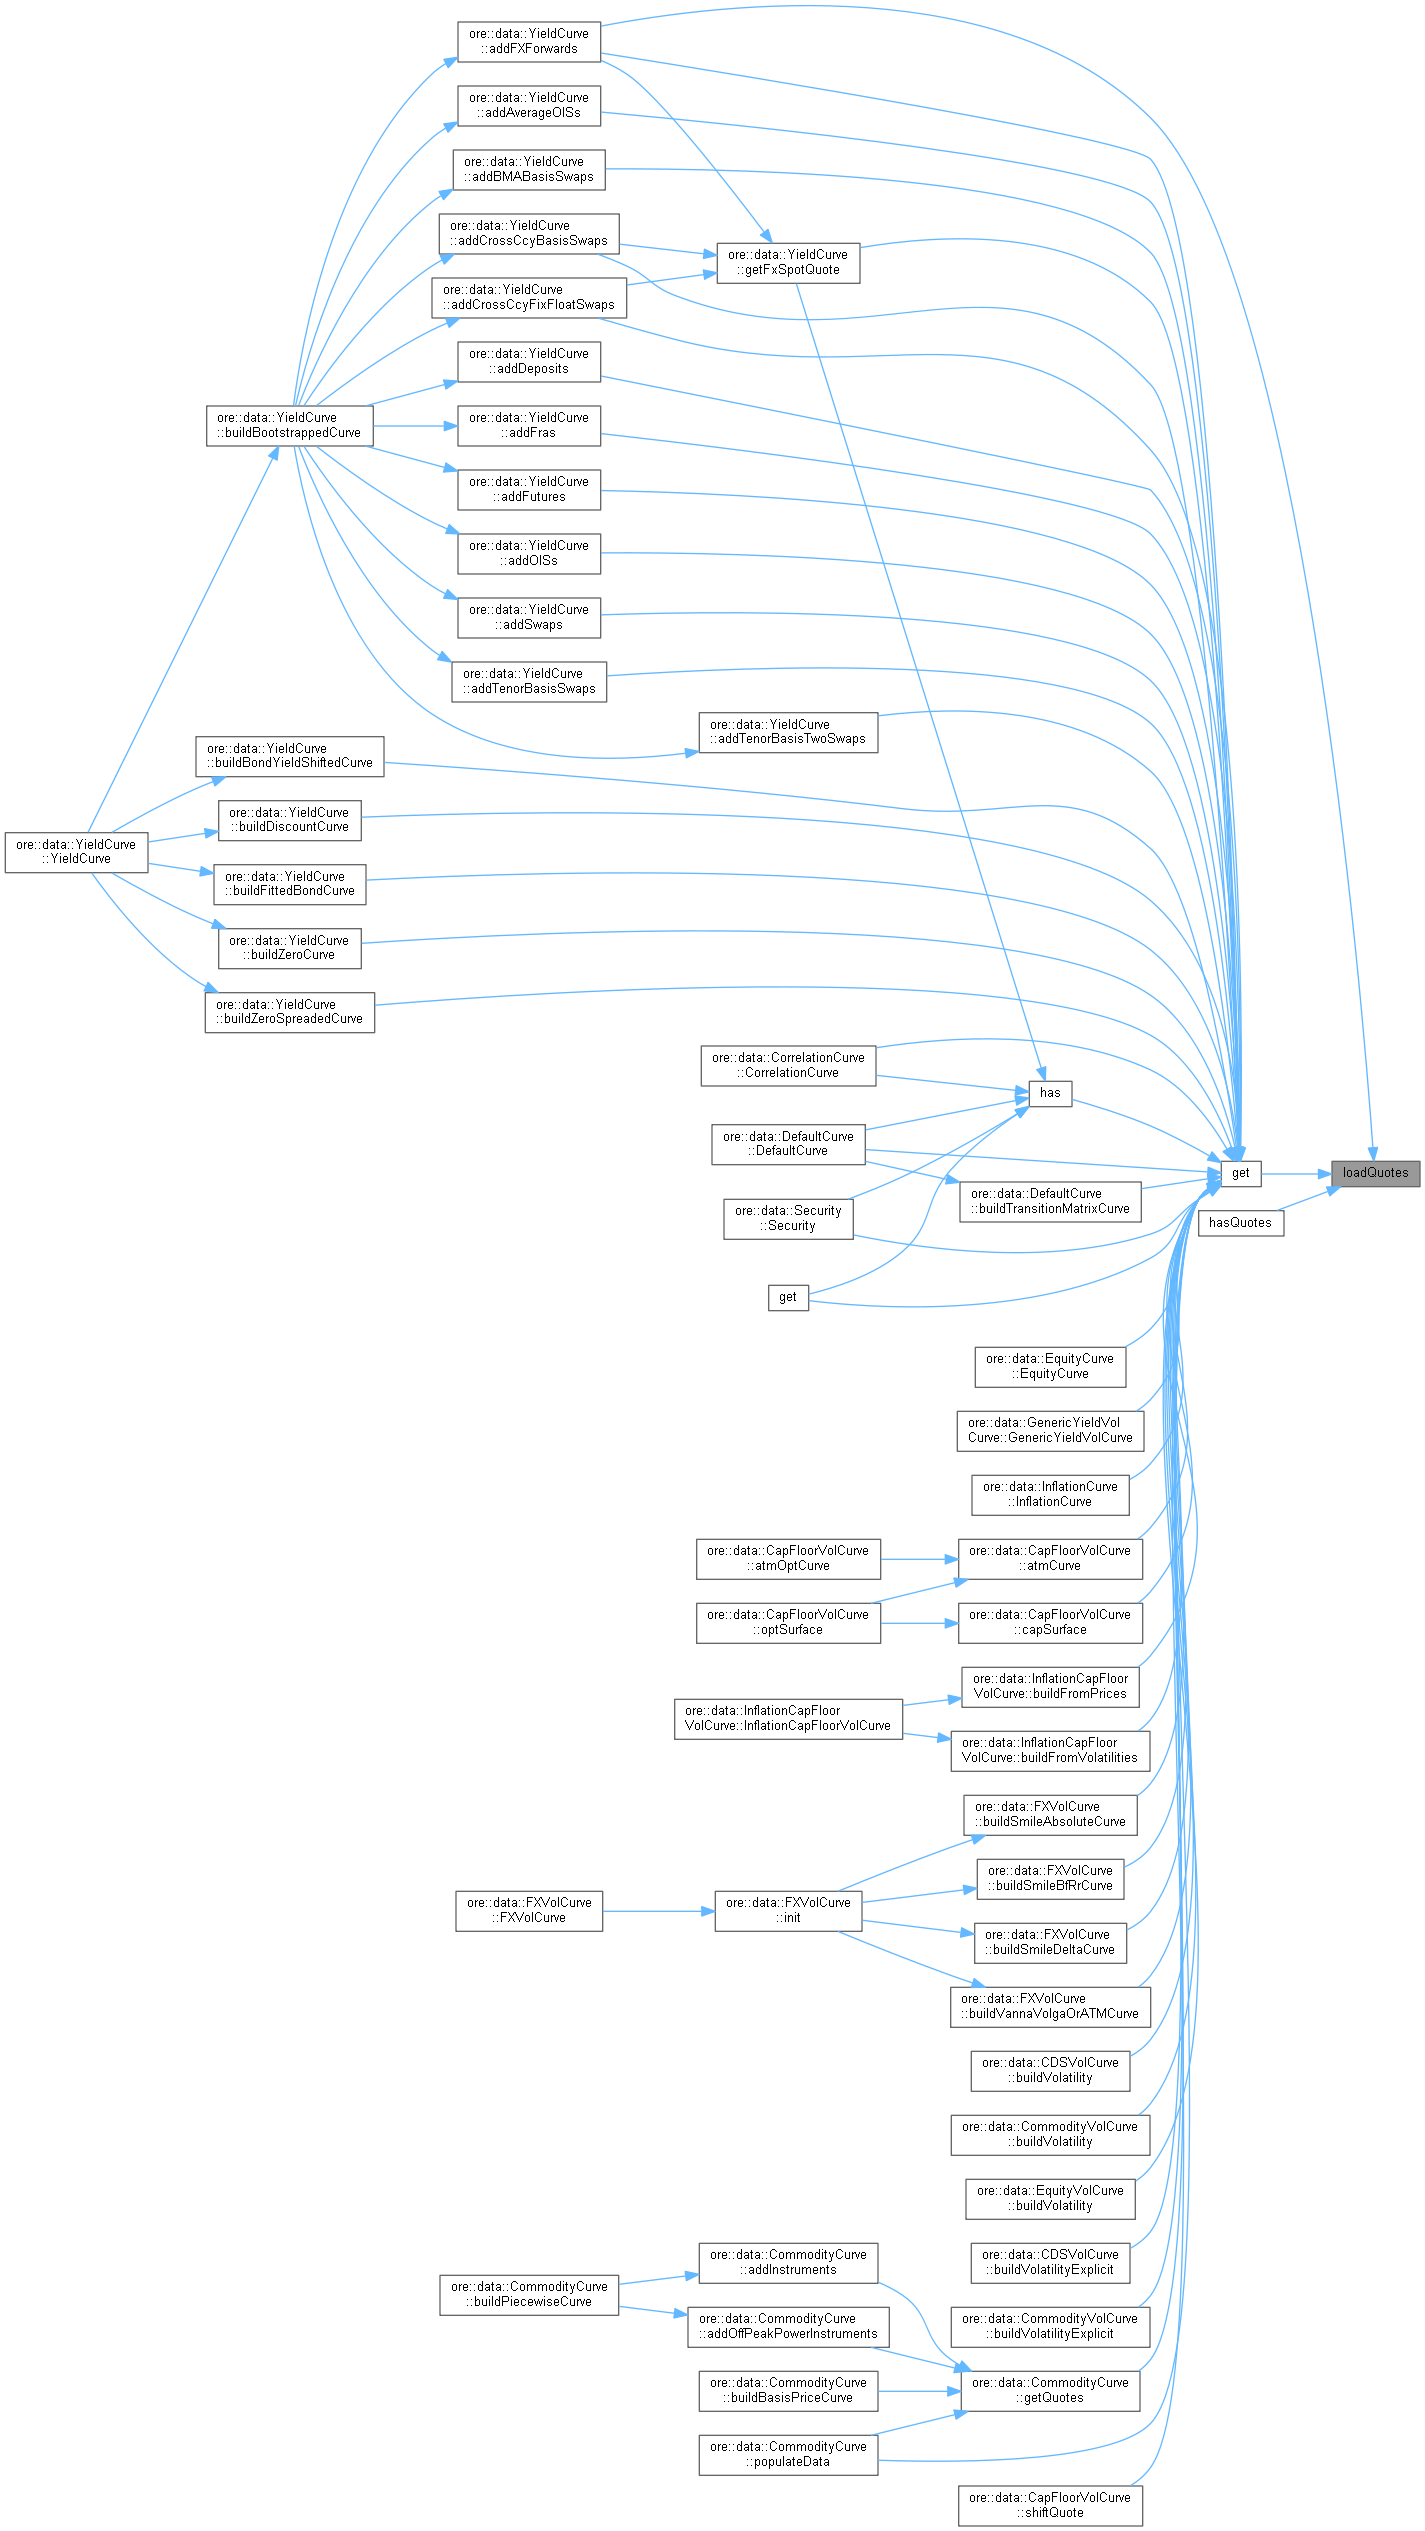 ore::data::YieldCurve
::addFXForwards
ore::data::YieldCurve
::addAverageOISs
ore::data::YieldCurve
::addBMABasisSwaps
ore::data::YieldCurve
::addCrossCcyBasisSwaps
ore::data::YieldCurve
::getFxSpotQuote
ore::data::YieldCurve
::addCrossCcyFixFloatSwaps
ore::data::YieldCurve
::addDeposits
ore::data::YieldCurve
::buildBootstrappedCurve
ore::data::YieldCurve
::addFras
ore::data::YieldCurve
::addFutures
ore::data::YieldCurve
::addOISs
ore::data::YieldCurve
::addSwaps
ore::data::YieldCurve
::addTenorBasisSwaps
ore::data::YieldCurve
::addTenorBasisTwoSwaps
ore::data::YieldCurve
::buildBondYieldShiftedCurve
ore::data::YieldCurve
::buildDiscountCurve
ore::data::YieldCurve
::YieldCurve
ore::data::YieldCurve
::buildFittedBondCurve
ore::data::YieldCurve
::buildZeroCurve
ore::data::YieldCurve
::buildZeroSpreadedCurve
ore::data::CorrelationCurve
::CorrelationCurve
has
ore::data::DefaultCurve
::DefaultCurve
get
loadQuotes
ore::data::DefaultCurve
::buildTransitionMatrixCurve
ore::data::Security
::Security
hasQuotes
get
ore::data::EquityCurve
::EquityCurve
ore::data::GenericYieldVol
Curve::GenericYieldVolCurve
ore::data::InflationCurve
::InflationCurve
ore::data::CapFloorVolCurve
::atmOptCurve
ore::data::CapFloorVolCurve
::atmCurve
ore::data::CapFloorVolCurve
::optSurface
ore::data::CapFloorVolCurve
::capSurface
ore::data::InflationCapFloor
VolCurve::buildFromPrices
ore::data::InflationCapFloor
VolCurve::InflationCapFloorVolCurve
ore::data::InflationCapFloor
VolCurve::buildFromVolatilities
ore::data::FXVolCurve
::buildSmileAbsoluteCurve
ore::data::FXVolCurve
::buildSmileBfRrCurve
ore::data::FXVolCurve
::FXVolCurve
ore::data::FXVolCurve
::init
ore::data::FXVolCurve
::buildSmileDeltaCurve
ore::data::FXVolCurve
::buildVannaVolgaOrATMCurve
ore::data::CDSVolCurve
::buildVolatility
ore::data::CommodityVolCurve
::buildVolatility
ore::data::EquityVolCurve
::buildVolatility
ore::data::CDSVolCurve
::buildVolatilityExplicit
ore::data::CommodityCurve
::addInstruments
ore::data::CommodityCurve
::buildPiecewiseCurve
ore::data::CommodityCurve
::addOffPeakPowerInstruments
ore::data::CommodityVolCurve
::buildVolatilityExplicit
ore::data::CommodityCurve
::buildBasisPriceCurve
ore::data::CommodityCurve
::getQuotes
ore::data::CommodityCurve
::populateData
ore::data::CapFloorVolCurve
::shiftQuote